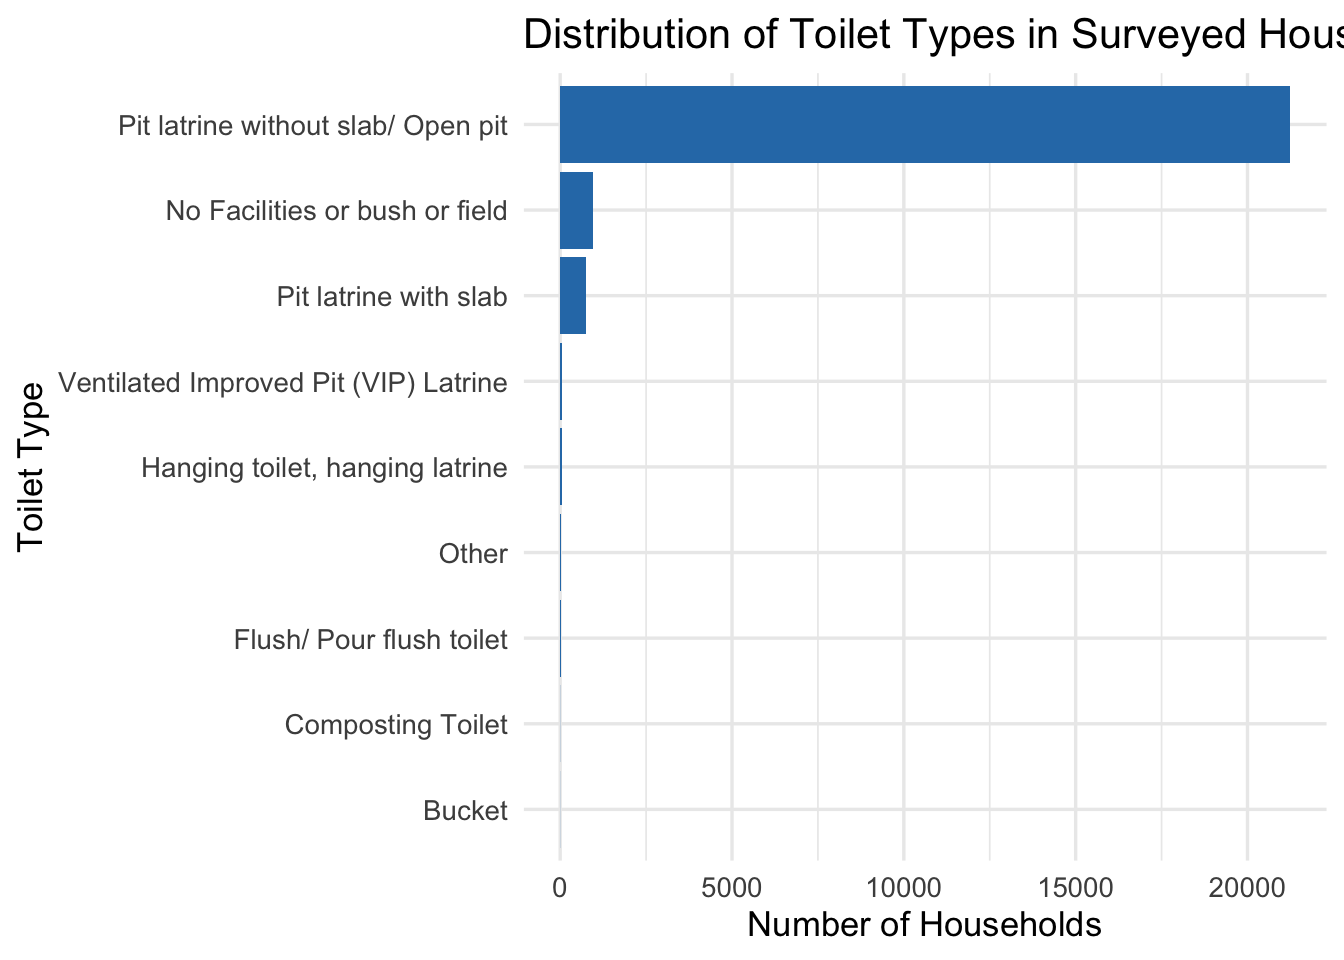 Distribution of Toilet Types in Surveyed Hous
Pit latrine without slab/ Open pit
No Facilities or bush or field
Pit latrine with slab
Ventilated Improved Pit (VIP) Latrine
Hanging toilet, hanging latrine
Other
Flush/ Pour flush toilet
Composting Toilet
Bucket
Toilet Type
0 5000 10000 15000 20000
Number of Households